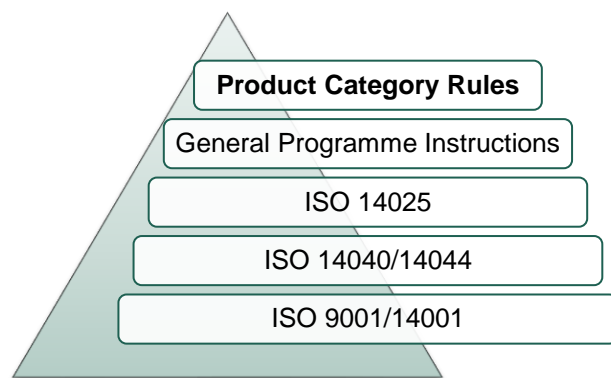 Product Category Rules
General Programme Instructions
ISO 14025
ISO 14040/14044
ISO 9001/14001